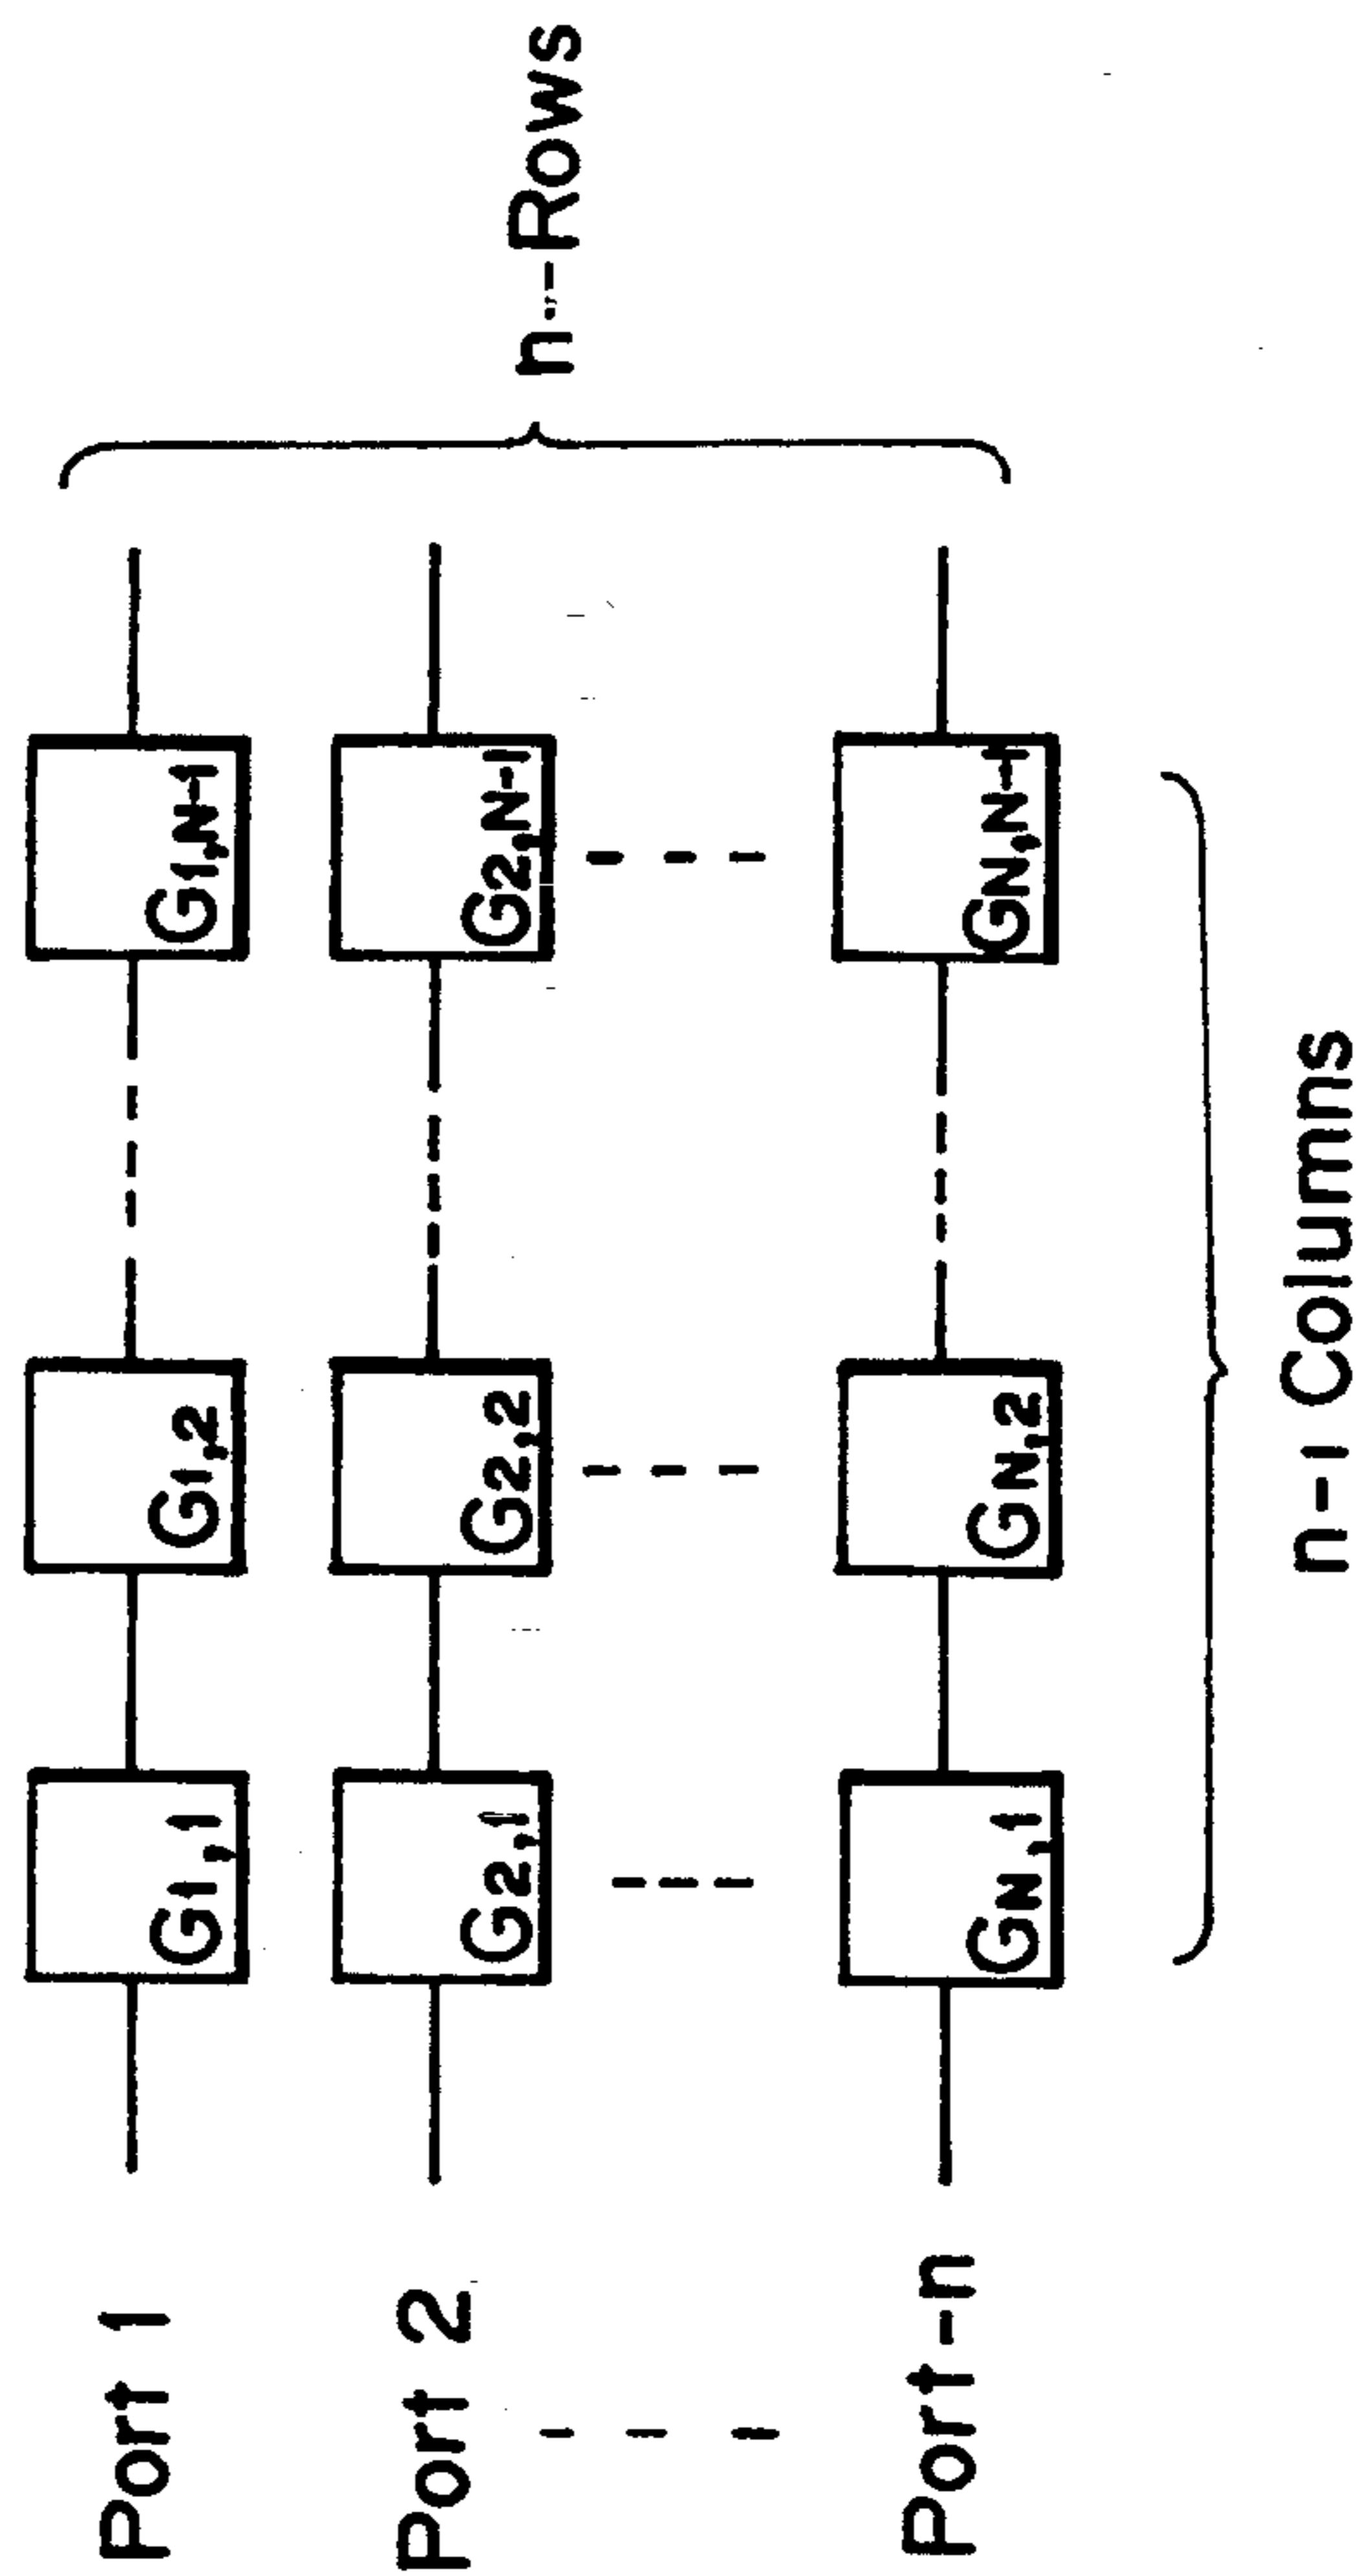 Port 1
G1,1
G1,2
G1,N-1
Port 2
G2,1
G2,2
G2,N-1
n--Rows
Port-n
GN,1
GN,2
GN,N-1
n-1 Columns